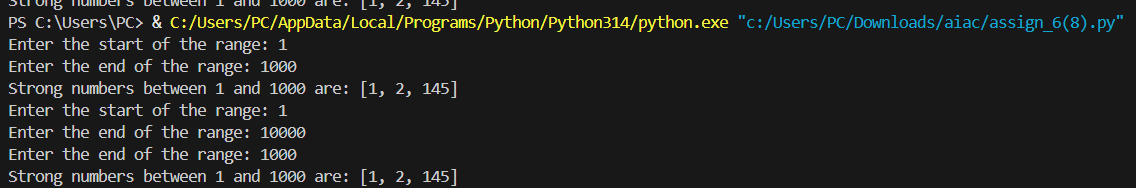 Strong numbers between 1 and 1000 are: [1, 2, 145]
PS C:\Users\PC> & C:/Users/PC/AppData/Local/Programs/Python/Python314/python.exe "c:/Users/PC/Downloads/aiac/assign_6(8).py"
Enter the start of the range: 1
Enter the end of the range: 1000
Strong numbers between 1 and 1000 are: [1, 2, 145]
Enter the start of the range: 1
Enter the end of the range: 10000
Enter the end of the range: 1000
Strong numbers between 1 and 1000 are: [1, 2, 145]